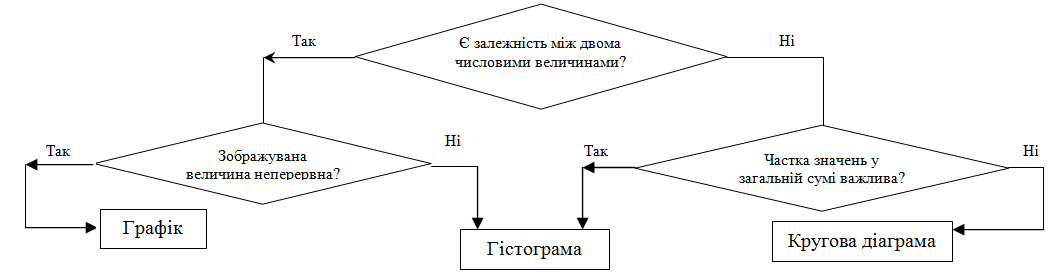 Так
Є залежність між двома
числовими величинами?
Ні
Так
Зображувана
величина неперервна?
Ні
Так
Частка значень у
загальній сумі важлива?
Ні
Графік
Гістограма
Кругова діаграма